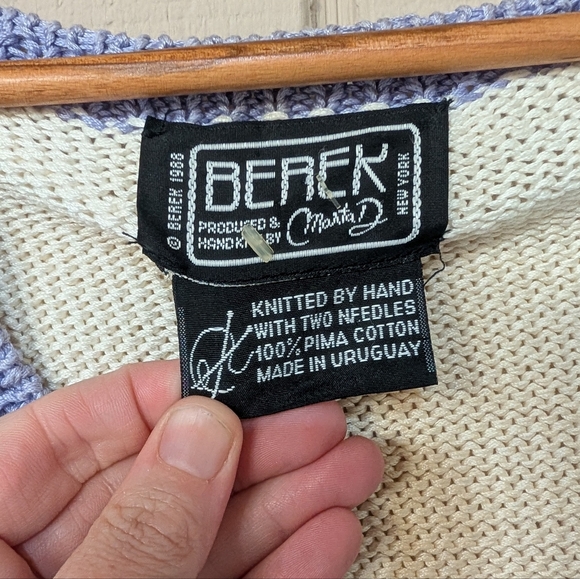 © BEREK 1988
BEREK
PRODUCED &
HAND KNIT BY
Marta D.
NEW YORK
KNITTED BY HAND
WITH TWO NEEDLES
100% PIMA COTTON
MADE IN URUGUAY